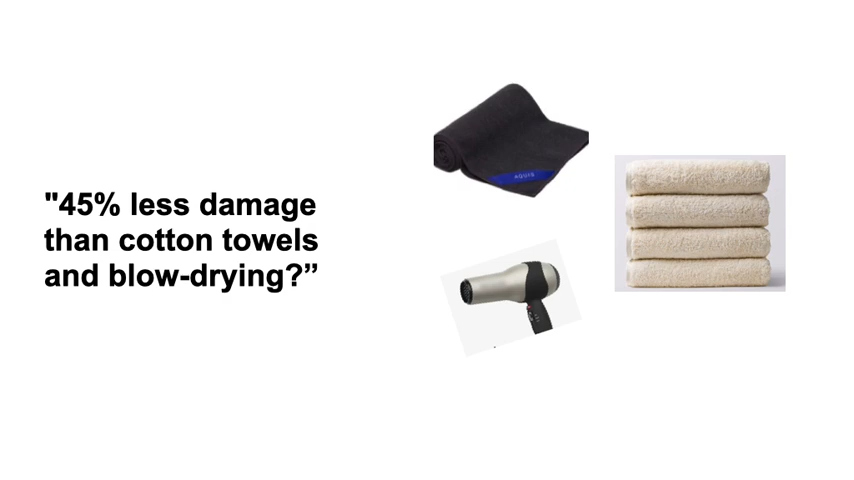 "45% less damage
than cotton towels
and blow-drying?”
AQUIS